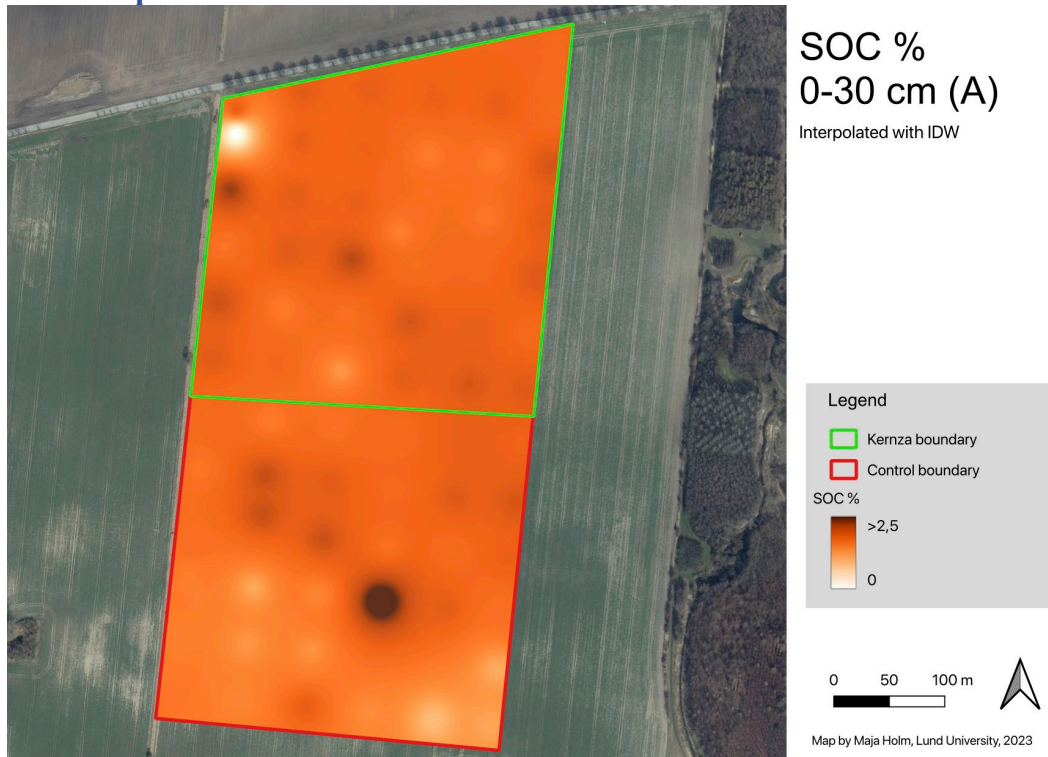 SOC %
0-30 cm (A)
Interpolated with IDW
Legend
Kernza boundary
Control boundary
SOC %
>2,5
0
0 50 100 m
Map by Maja Holm, Lund University, 2023